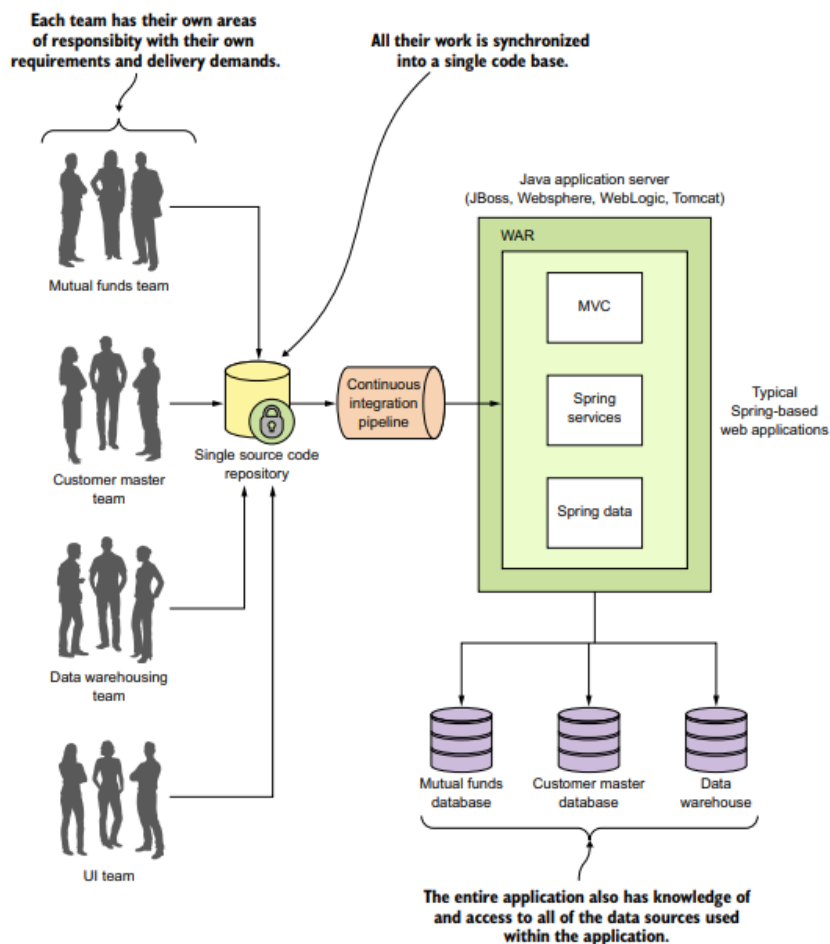 Each team has their own areas
of responsibity with their own
requirements and delivery demands.
All their work is synchronized
into a single code base.
Java application server
(JBoss, Websphere, WebLogic, Tomcat)
WAR
MVC
Mutual funds team
Continuous
integration
pipeline
Spring
services
Typical
Spring-based
web applications
Single source code
repository
Customer master
team
Spring data
Data warehousing
team
Mutual funds
database
Customer master
database
Data
warehouse
UI team
The entire application also has knowledge of
and access to all of the data sources used
within the application.